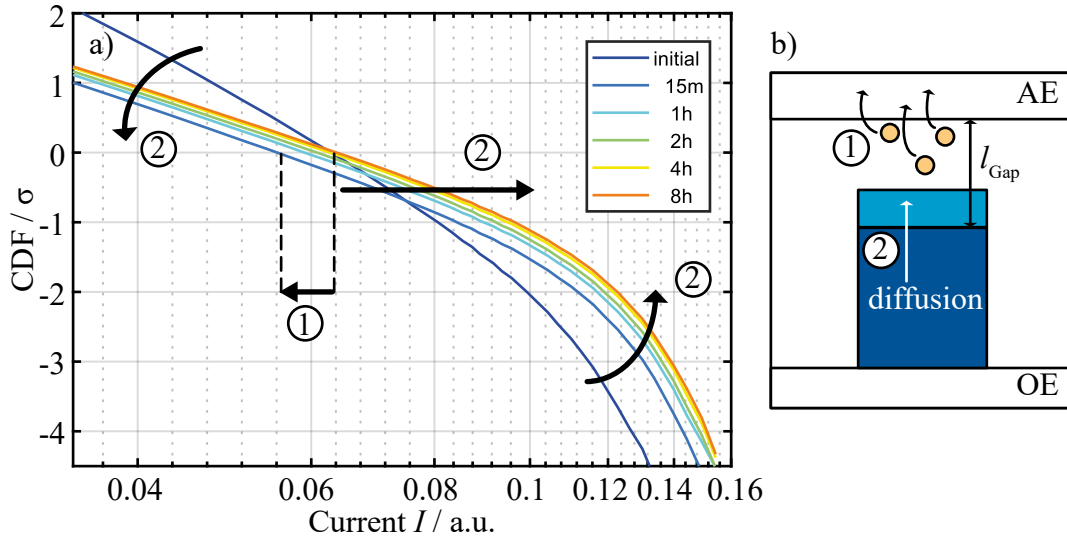 a)
CDF / σ
2
1
0
-1
-2
-3
-4
0.04
0.06
0.08
0.1
0.12
0.14
0.16
Current I / a.u.
initial
15m
1h
2h
4h
8h
②
②
①
②
b)
AE
①
l_Gap
②
diffusion
OE